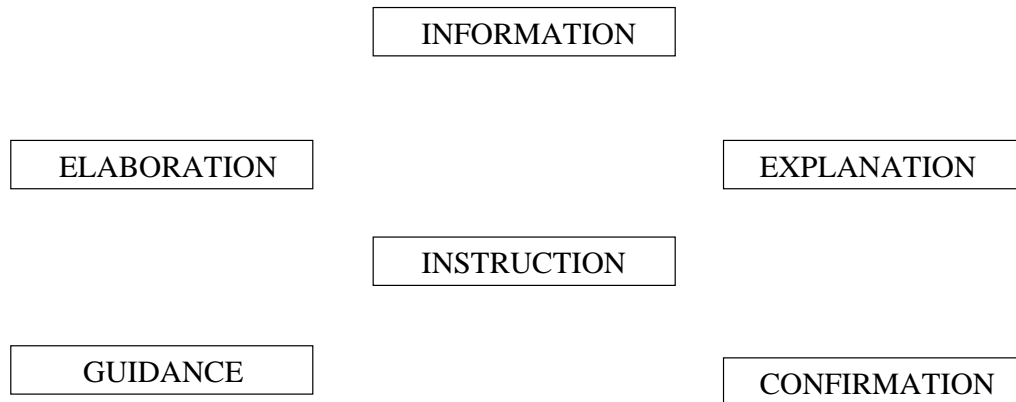 INFORMATION
ELABORATION
EXPLANATION
INSTRUCTION
GUIDANCE
CONFIRMATION